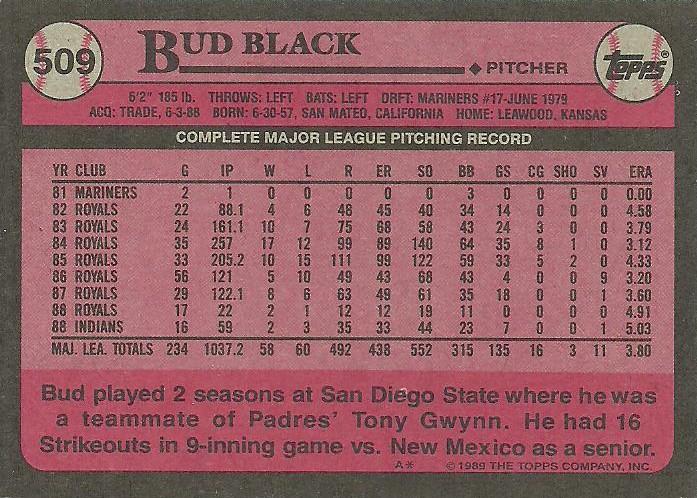 509
BUD BLACK
PITCHER
TOPPS®
6'2" 185 lb. THROWS: LEFT BATS: LEFT DRFT: MARINERS #17-JUNE 1979
ACQ: TRADE, 6-3-88 BORN: 6-30-57, SAN MATEO, CALIFORNIA HOME: LEAWOOD, KANSAS
COMPLETE MAJOR LEAGUE PITCHING RECORD
YR CLUB G IP W L R ER SO BB GS CG SHO SV ERA
81 MARINERS 2 1 0 0 0 0 0 3 0 0 0 0 0.00
82 ROYALS 22 88.1 4 6 48 45 40 34 14 0 0 0 4.58
83 ROYALS 24 161.1 10 7 75 68 58 43 24 3 0 0 3.79
84 ROYALS 35 257 17 12 99 89 140 64 35 8 1 0 3.12
85 ROYALS 33 205.2 10 15 111 99 122 59 33 5 2 0 4.33
86 ROYALS 56 121 5 10 49 43 68 43 4 0 0 9 3.20
87 ROYALS 29 122.1 8 6 63 49 61 35 18 0 0 1 3.60
88 ROYALS 17 22 2 1 12 12 19 11 0 0 0 0 4.91
88 INDIANS 16 59 2 3 35 33 44 23 7 0 0 1 5.03
MAJ. LEA. TOTALS 234 1037.2 58 60 492 438 552 315 135 16 3 11 3.80
Bud played 2 seasons at San Diego State where he was
a teammate of Padres' Tony Gwynn. He had 16
Strikeouts in 9-inning game vs. New Mexico as a senior.
A* © 1989 THE TOPPS COMPANY, INC.